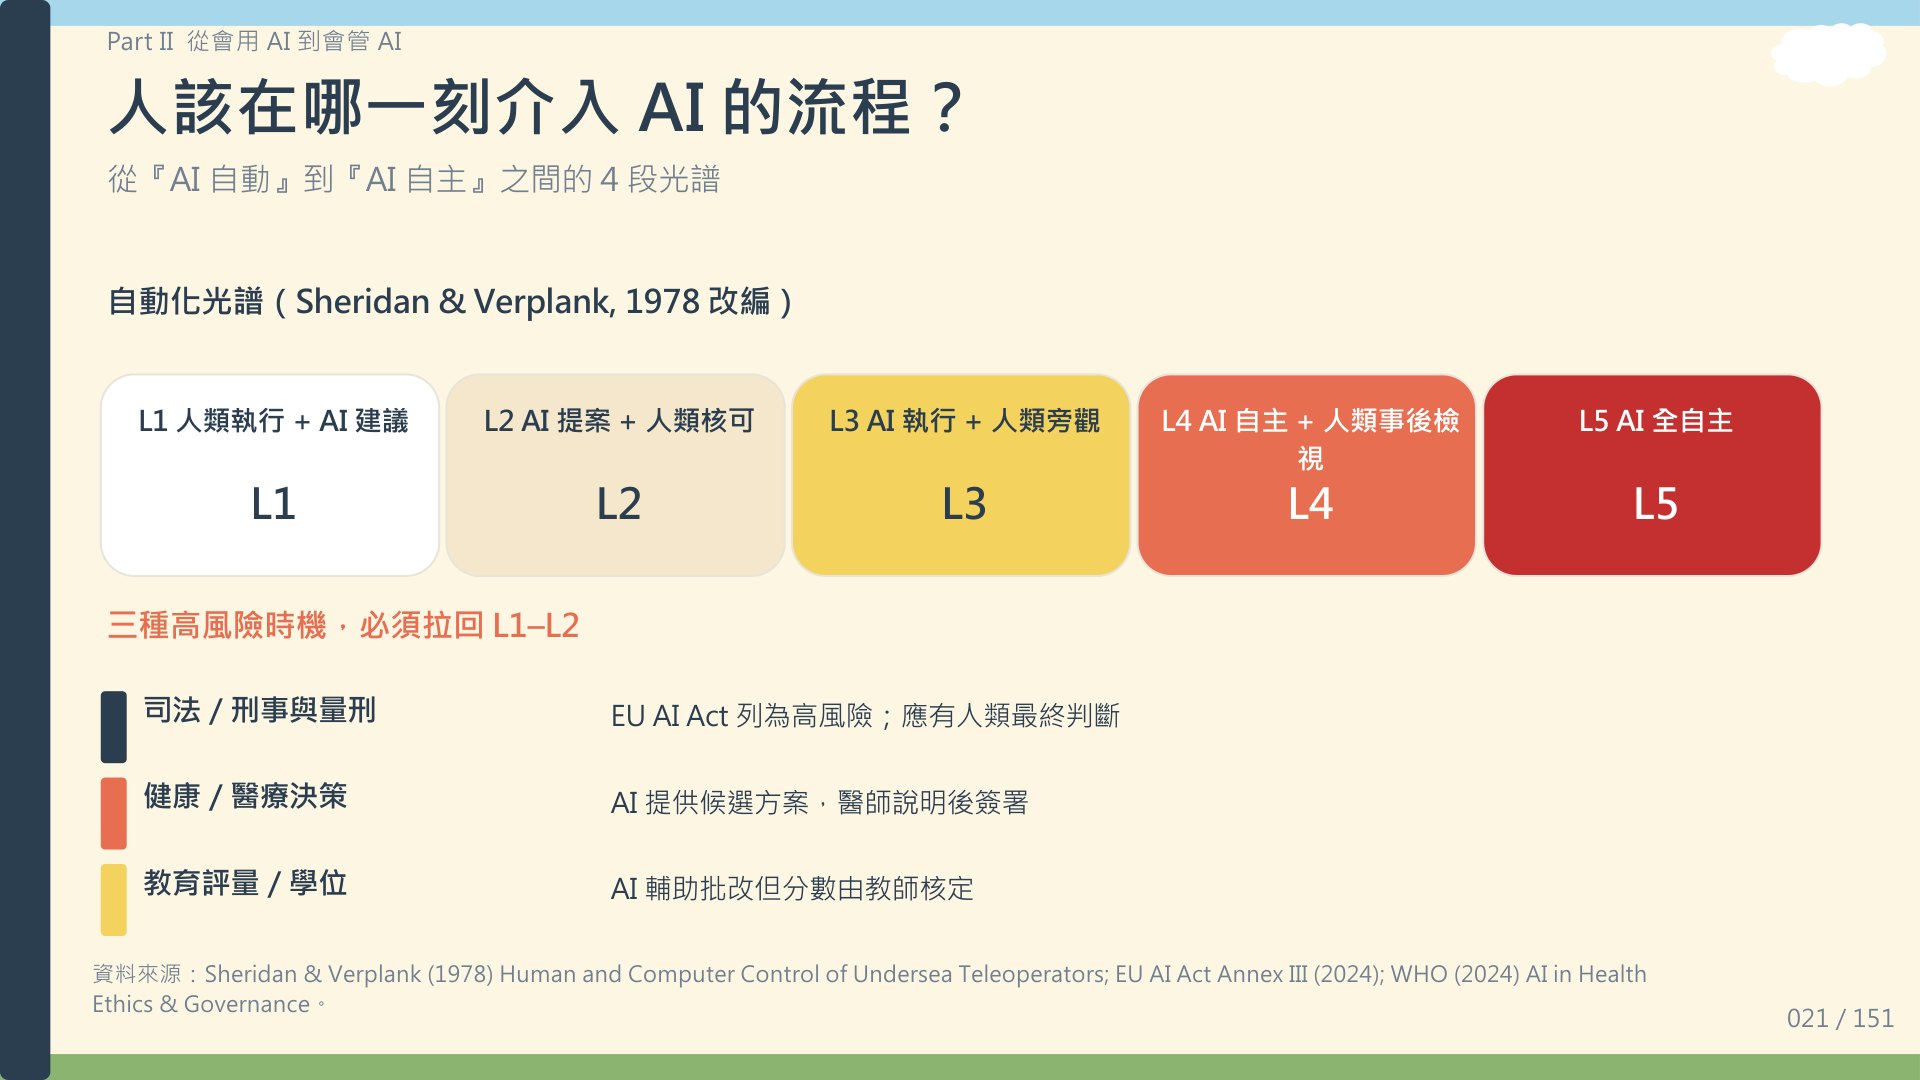 Part II 從會用 AI 到會管 AI
人該在哪一刻介入 AI 的流程？
從『AI 自動』到『AI 自主』之間的 4 段光譜
自動化光譜（Sheridan & Verplank, 1978 改編）
L1 人類執行 + AI 建議
L1
L2 AI 提案 + 人類核可
L2
L3 AI 執行 + 人類旁觀
L3
L4 AI 自主 + 人類事後檢
視
L4
L5 AI 全自主
L5
三種高風險時機，必須拉回 L1–L2
司法 / 刑事與量刑
EU AI Act 列為高風險；應有人類最終判斷
健康 / 醫療決策
AI 提供候選方案，醫師說明後簽署
教育評量 / 學位
AI 輔助批改但分數由教師核定
資料來源：Sheridan & Verplank (1978) Human and Computer Control of Undersea Teleoperators; EU AI Act Annex III (2024); WHO (2024) AI in Health
Ethics & Governance。
021 / 151